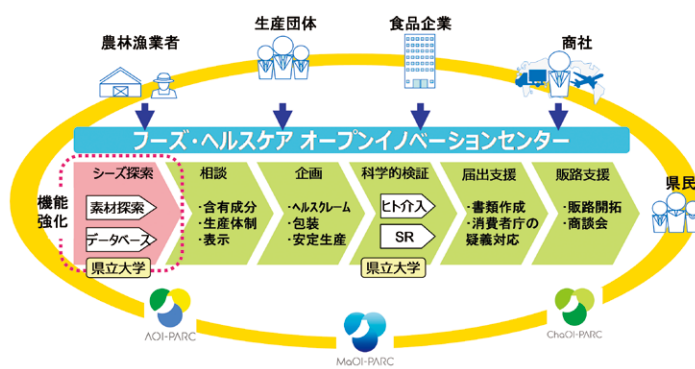 農林漁業者
生産団体
食品企業
商社
フーズ・ヘルスケア オープンイノベーションセンター
機能
強化
シーズ探索
素材探索
データベース
県立大学
相談
・含有成分
・生産体制
・表示
企画
・ヘルスクレーム
・包装
・安定生産
科学的検証
ヒト介入
SR
県立大学
届出支援
・書類作成
・消費者庁の
疑義対応
販路支援
・販路開拓
・商談会
県民
AOI-PARC
MaOI-PARC
ChaOI-PARC